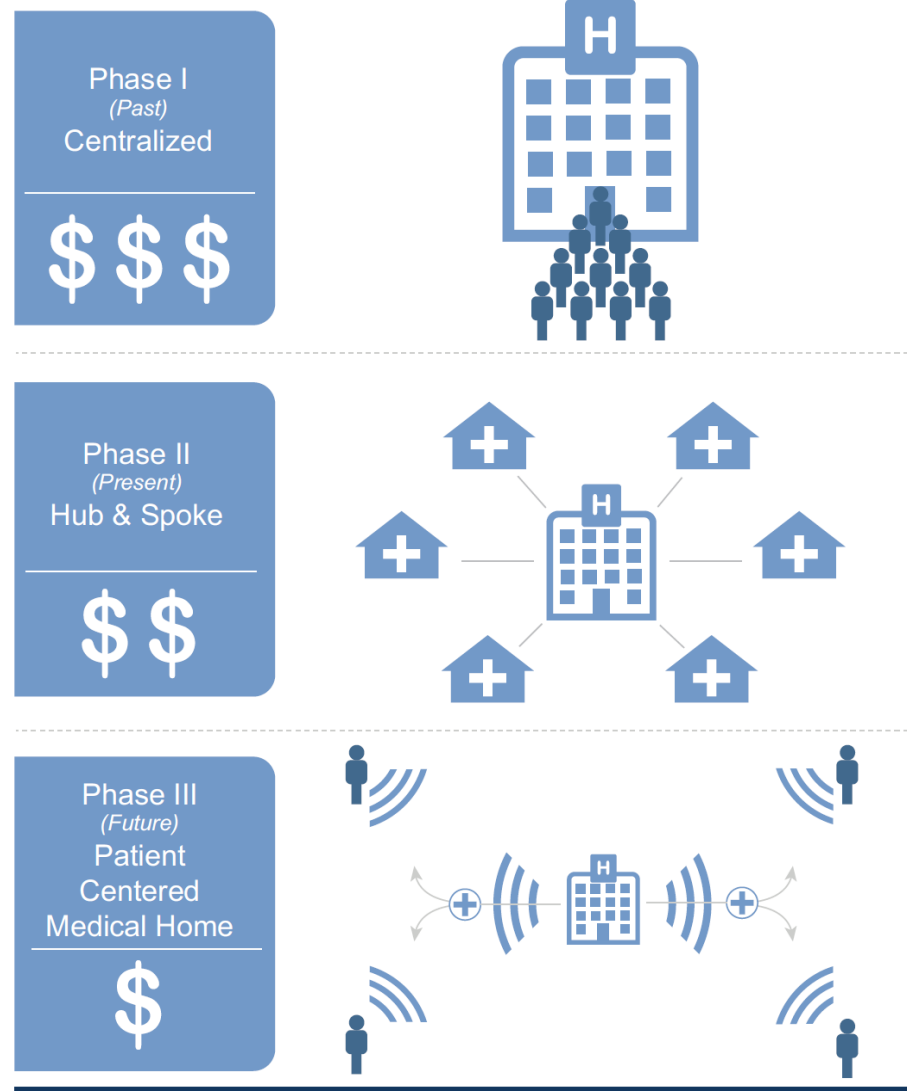 H
Phase I
(Past)
Centralized
$ $ $
Phase II
(Present)
Hub & Spoke
$ $
H
Phase III
(Future)
Patient
Centered
Medical Home
$
H